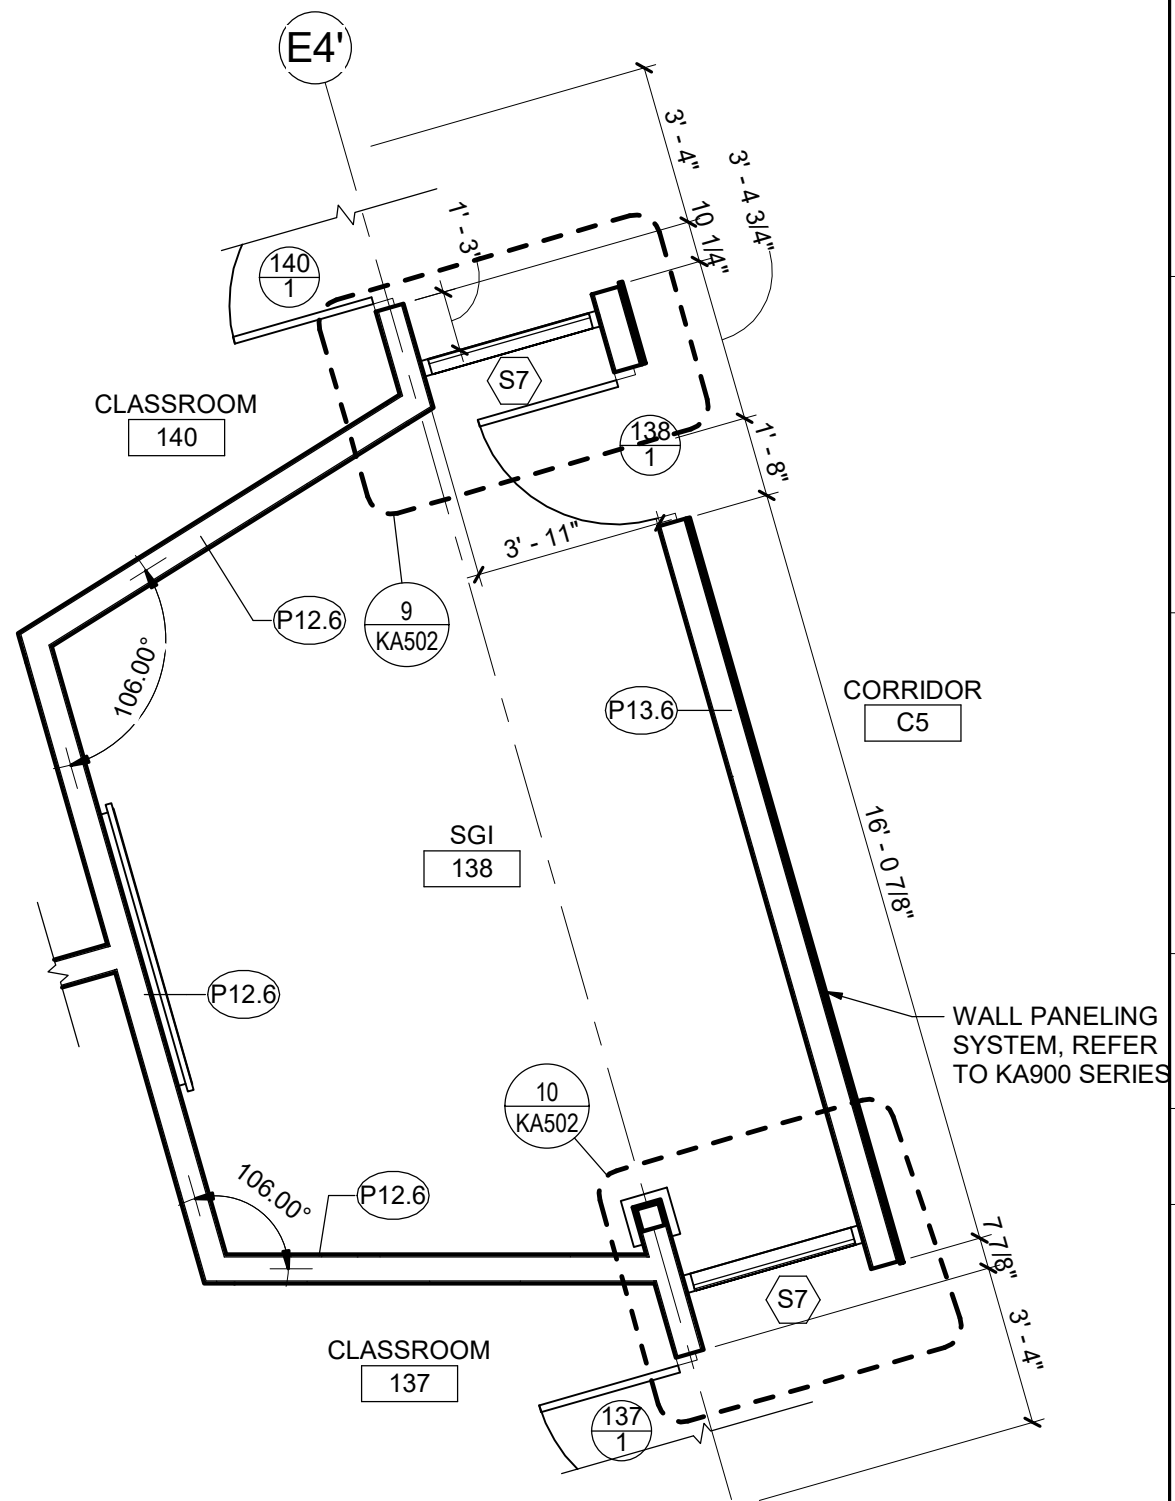 E4'
3' - 4"
3' - 4 3/4"
10 1/4"
1' - 3"
140
1
S7
CLASSROOM
140
138
1
1' - 8"
3' - 11"
9
KA502
P12.6
106.00°
P13.6
CORRIDOR
C5
SGI
138
16' - 0 7/8"
P12.6
WALL PANELING
SYSTEM, REFER
TO KA900 SERIES
10
KA502
106.00°
P12.6
7 7/8"
S7
3' - 4"
CLASSROOM
137
137
1